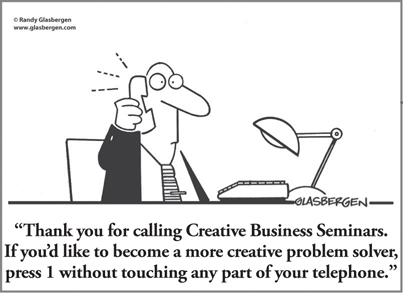 © Randy Glasbergen
www.glasbergen.com
GLASBERGEN
“Thank you for calling Creative Business Seminars.
If you’d like to become a more creative problem solver,
press 1 without touching any part of your telephone.”